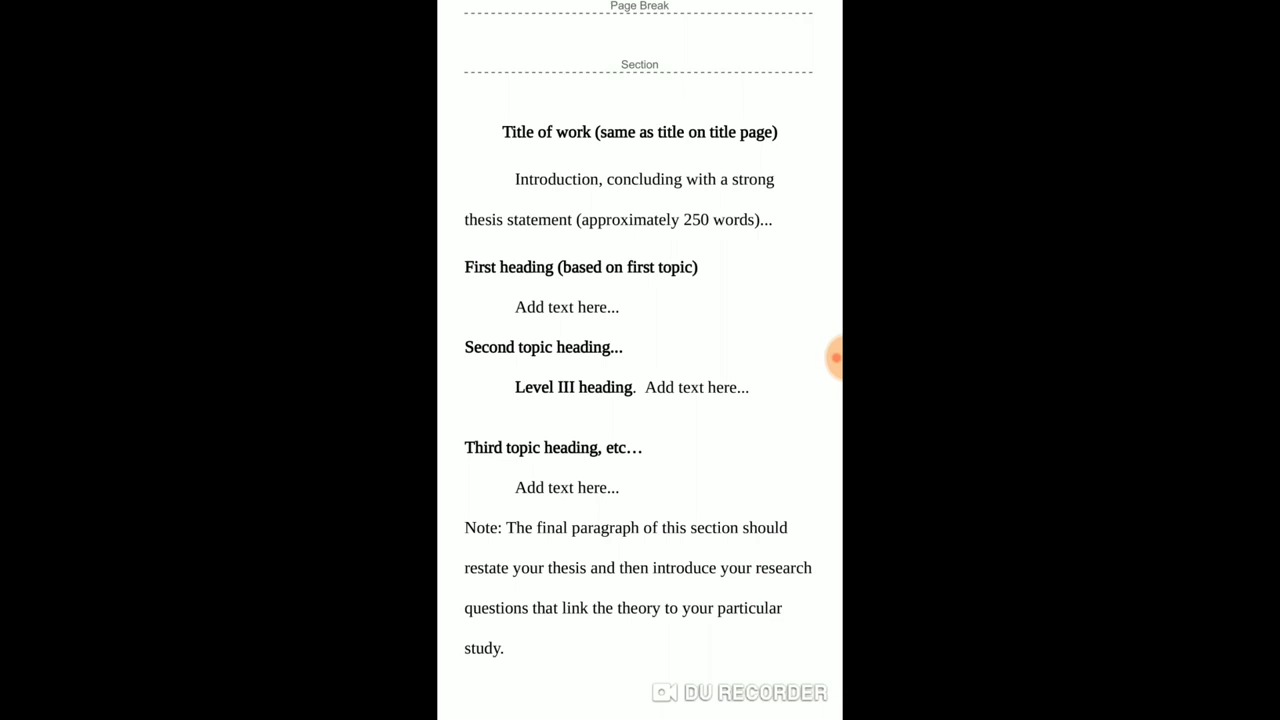 Page Break
Section
Title of work (same as title on title page)
Introduction, concluding with a strong
thesis statement (approximately 250 words)...
First heading (based on first topic)
Add text here...
Second topic heading...
Level III heading.  Add text here...
Third topic heading, etc…
Add text here...
Note: The final paragraph of this section should
restate your thesis and then introduce your research
questions that link the theory to your particular
study.
DU RECORDER